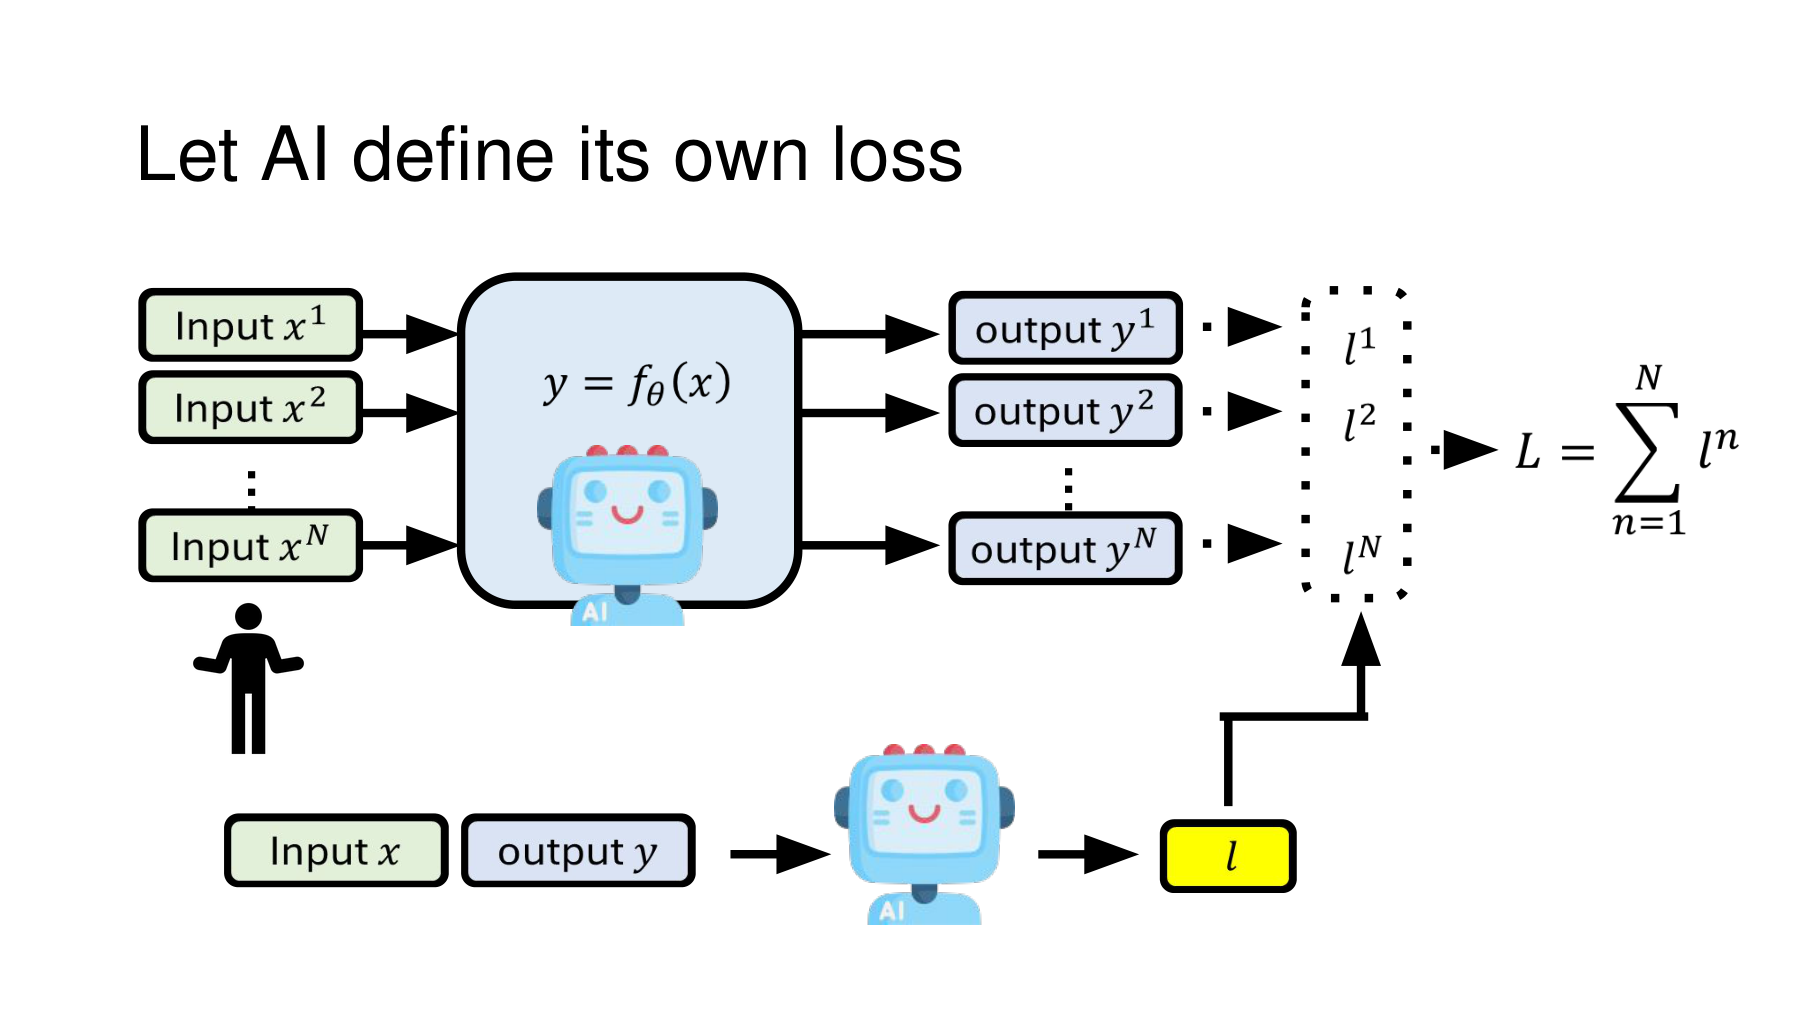 Let AI define its own loss
Input x¹
Input x²
⋮
Input xᴺ
y = f_θ(x)
AI
output y¹
output y²
⋮
output yᴺ
l¹
l²
lᴺ
L = ∑_{n=1}^{N} lⁿ
Input x
output y
AI
l